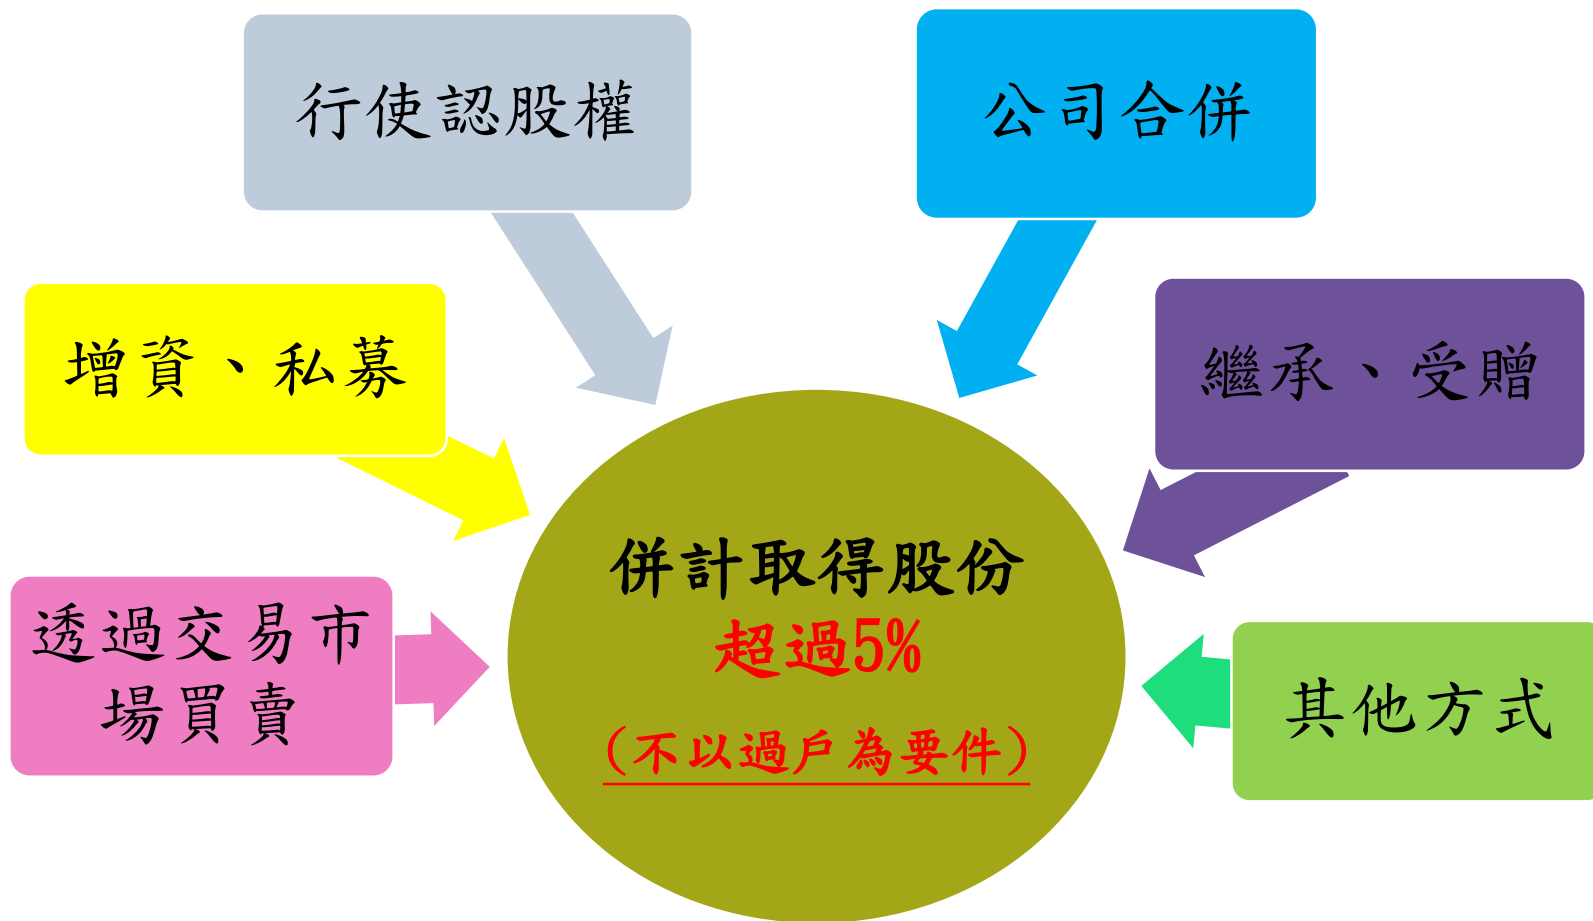 行使認股權
公司合併
增資、私募
繼承、受贈
透過交易市
場買賣
併計取得股份
超過5%
(不以過戶為要件)
其他方式